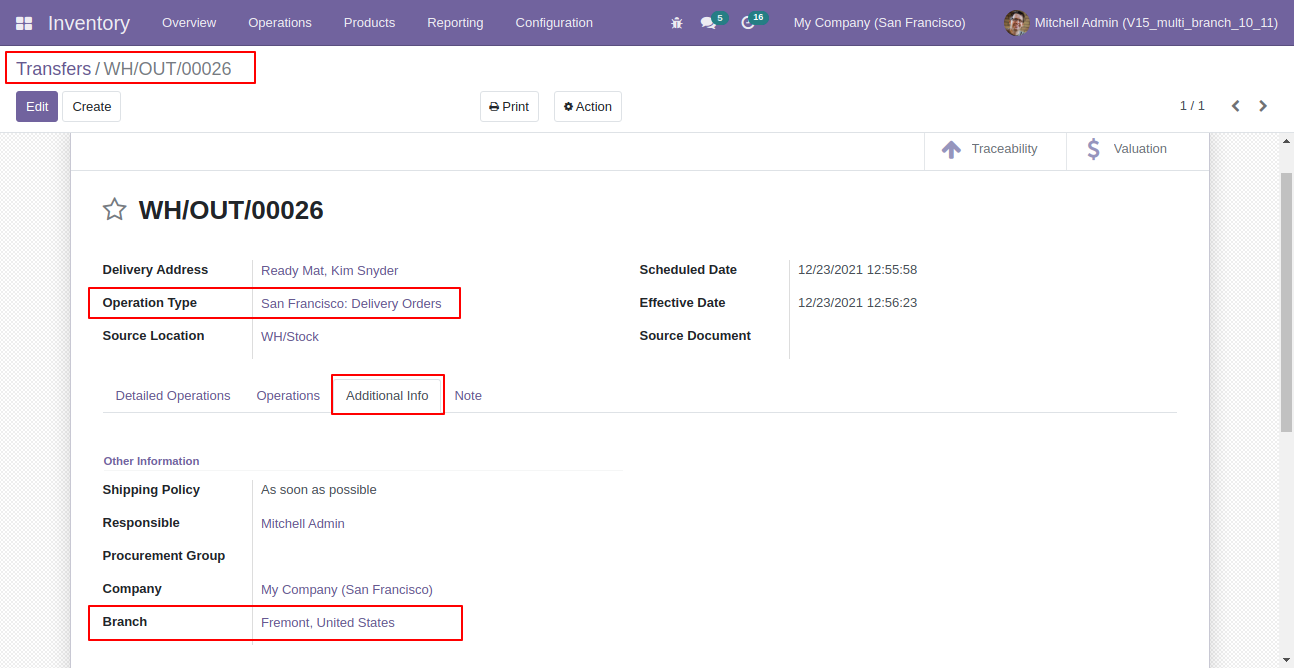 Inventory Overview Operations Products Reporting Configuration 5 16 My Company (San Francisco) Mitchell Admin (V15_multi_branch_10_11)
Transfers / WH/OUT/00026
Edit Create Print Action 1 / 1
Traceability Valuation
WH/OUT/00026
Delivery Address Ready Mat, Kim Snyder Scheduled Date 12/23/2021 12:55:58
Operation Type San Francisco: Delivery Orders Effective Date 12/23/2021 12:56:23
Source Location WH/Stock Source Document
Detailed Operations Operations Additional Info Note
Other Information
Shipping Policy As soon as possible
Responsible Mitchell Admin
Procurement Group
Company My Company (San Francisco)
Branch Fremont, United States